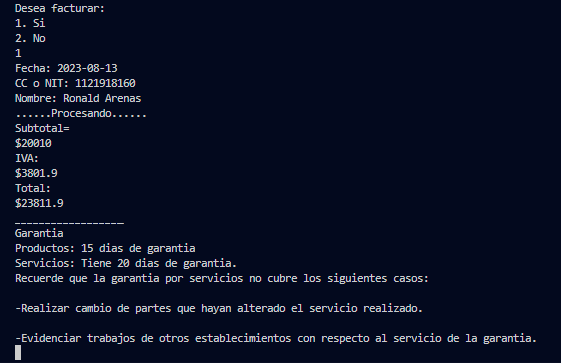 Desea facturar:
1. Si
2. No
1
Fecha: 2023-08-13
CC o NIT: 1121918160
Nombre: Ronald Arenas
......Procesando......
Subtotal=
$20010
IVA:
$3801.9
Total:
$23811.9
__________________
Garantia
Productos: 15 dias de garantia
Servicios: Tiene 20 dias de garantia.
Recuerde que la garantia por servicios no cubre los siguientes casos:
-Realizar cambio de partes que hayan alterado el servicio realizado.
-Evidenciar trabajos de otros establecimientos con respecto al servicio de la garantia.